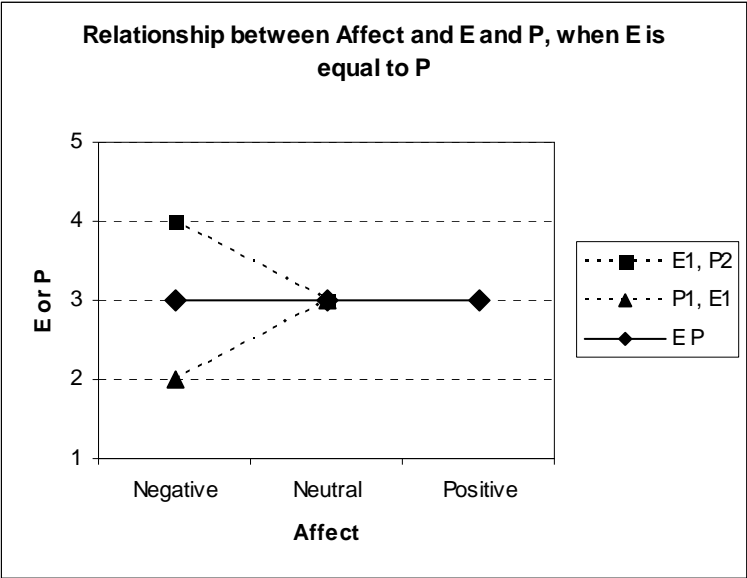 Relationship between Affect and E and P, when E is
equal to P
5
4
3
2
1
E or P
Negative
Neutral
Positive
Affect
E1, P2
P1, E1
E P